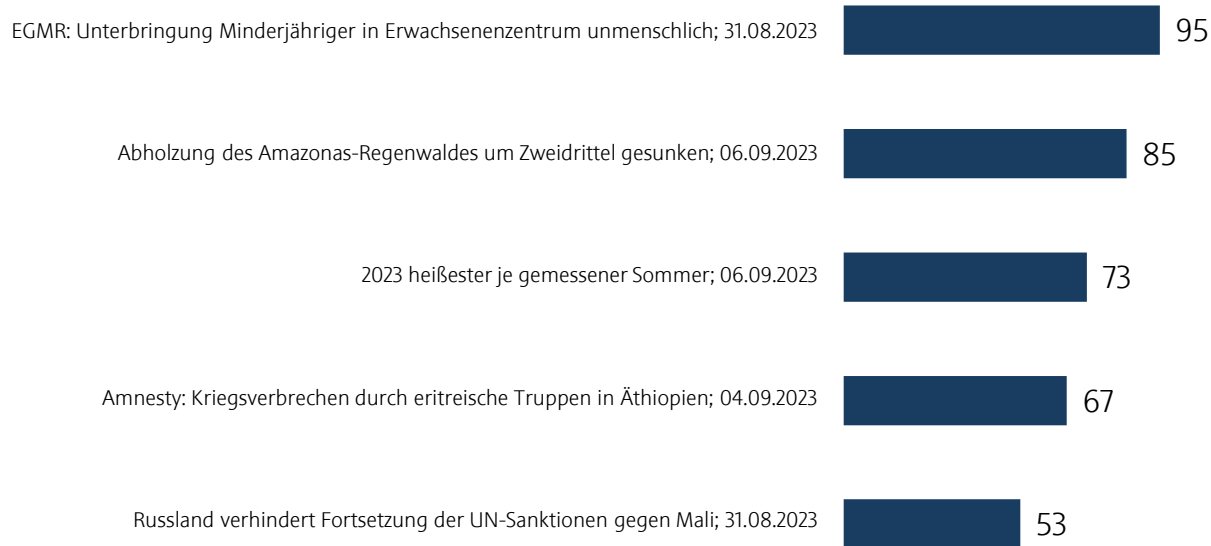 EGMR: Unterbringung Minderjähriger in Erwachsenenzentrum unmenschlich; 31.08.2023 95
Abholzung des Amazonas-Regenwaldes um Zweidrittel gesunken; 06.09.2023 85
2023 heißester je gemessener Sommer; 06.09.2023 73
Amnesty: Kriegsverbrechen durch eritreische Truppen in Äthiopien; 04.09.2023 67
Russland verhindert Fortsetzung der UN-Sanktionen gegen Mali; 31.08.2023 53